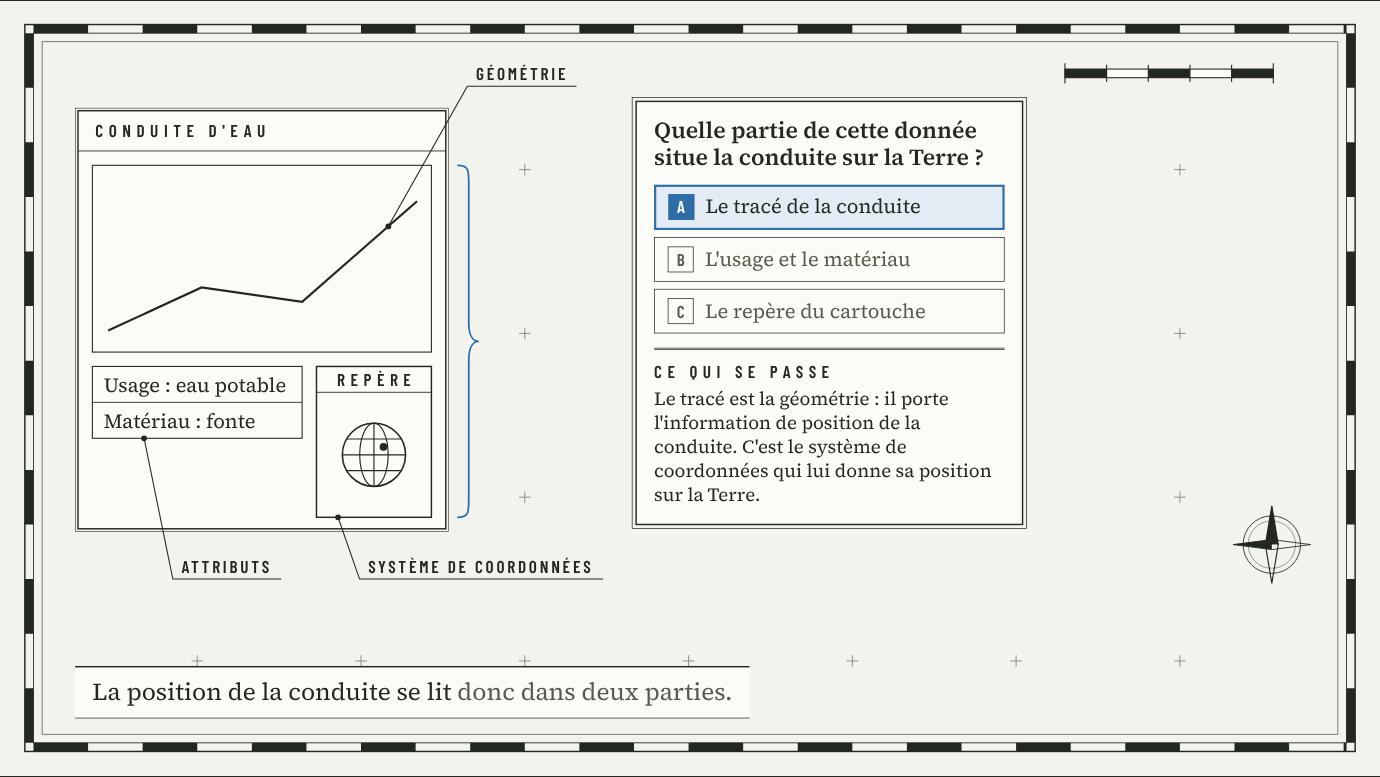 GÉOMÉTRIE
CONDUITE D'EAU
Usage : eau potable
Matériau : fonte
REPÈRE
ATTRIBUTS
SYSTÈME DE COORDONNÉES
Quelle partie de cette donnée
situe la conduite sur la Terre ?
A Le tracé de la conduite
B L'usage et le matériau
C Le repère du cartouche
CE QUI SE PASSE
Le tracé est la géométrie : il porte
l'information de position de la
conduite. C'est le système de
coordonnées qui lui donne sa position
sur la Terre.
La position de la conduite se lit donc dans deux parties.